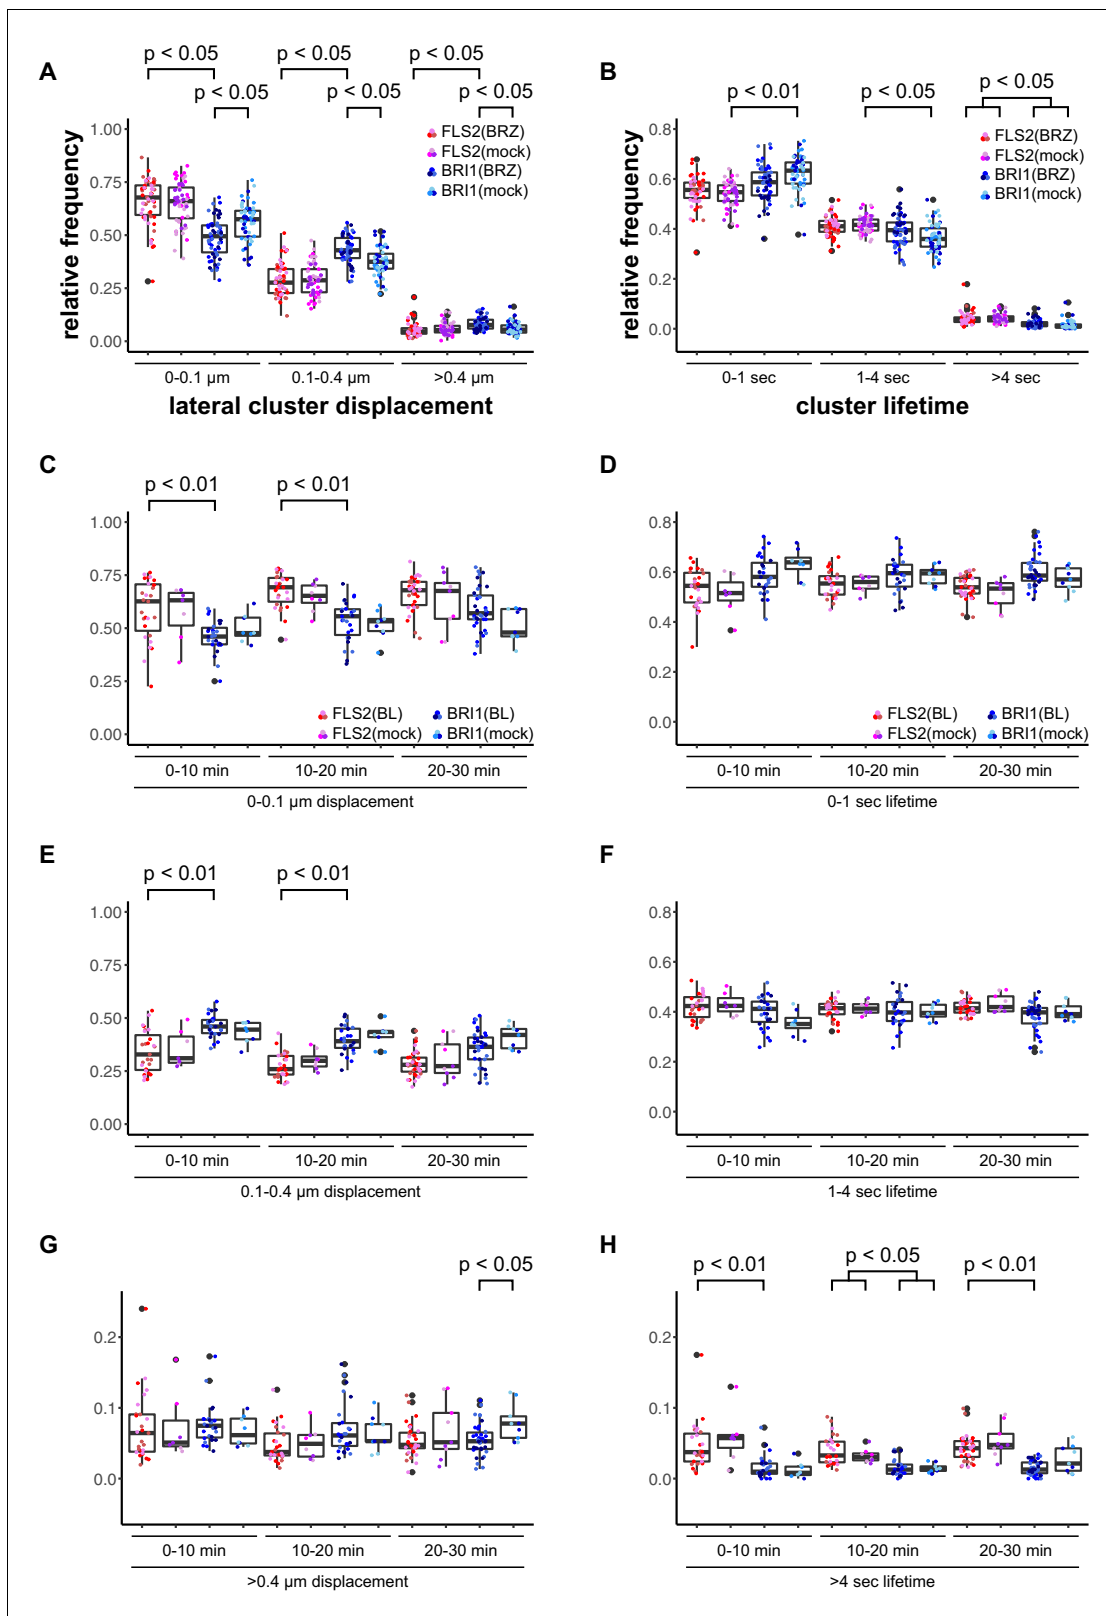 A
p < 0.05 p < 0.05 p < 0.05
p < 0.05 p < 0.05 p < 0.05
relative frequency
1.00
0.75
0.50
0.25
0.00
FLS2(BRZ)
FLS2(mock)
BRI1(BRZ)
BRI1(mock)
0-0.1 µm 0.1-0.4 µm >0.4 µm
lateral cluster displacement
B
p < 0.01 p < 0.05 p < 0.05
relative frequency
0.8
0.6
0.4
0.2
0.0
FLS2(BRZ)
FLS2(mock)
BRI1(BRZ)
BRI1(mock)
0-1 sec 1-4 sec >4 sec
cluster lifetime
C
p < 0.01 p < 0.01
1.00
0.75
0.50
0.25
0.00
FLS2(BL) BRI1(BL)
FLS2(mock) BRI1(mock)
0-10 min 10-20 min 20-30 min
0-0.1 µm displacement
D
0.8
0.6
0.4
0.2
0.0
FLS2(BL) BRI1(BL)
FLS2(mock) BRI1(mock)
0-10 min 10-20 min 20-30 min
0-1 sec lifetime
E
p < 0.01 p < 0.01
1.00
0.75
0.50
0.25
0.00
0-10 min 10-20 min 20-30 min
0.1-0.4 µm displacement
F
0.8
0.6
0.4
0.2
0.0
0-10 min 10-20 min 20-30 min
1-4 sec lifetime
G
p < 0.05
0.2
0.1
0.0
0-10 min 10-20 min 20-30 min
>0.4 µm displacement
H
p < 0.01 p < 0.05 p < 0.01
0.2
0.1
0.0
0-10 min 10-20 min 20-30 min
>4 sec lifetime